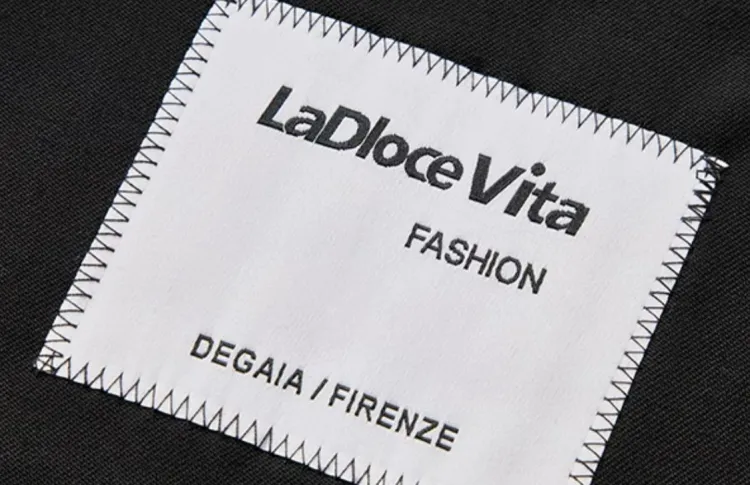 LaDloce Vita
FASHION
DEGAIA / FIRENZE